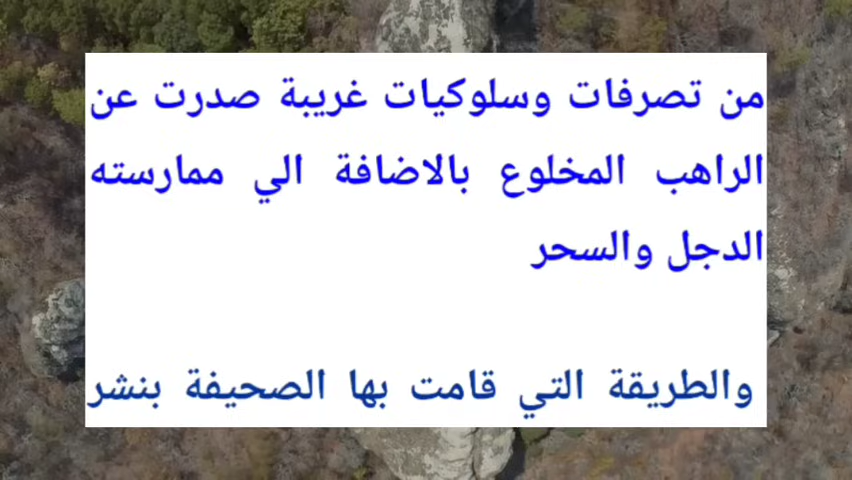 من تصرفات وسلوكيات غريبة صدرت عن
الراهب المخلوع بالاضافة الي ممارسته
الدجل والسحر
والطريقة التي قامت بها الصحيفة بنشر